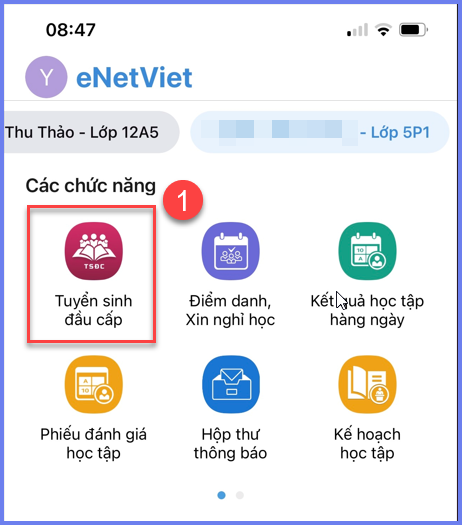 08:47
Y eNetViet
Thu Thảo - Lớp 12A5
- Lớp 5P1
Các chức năng
1
TSĐC
Tuyển sinh
đầu cấp
Điểm danh,
Xin nghỉ học
Kết quả học tập
hàng ngày
Phiếu đánh giá
học tập
Hộp thư
thông báo
Kế hoạch
học tập